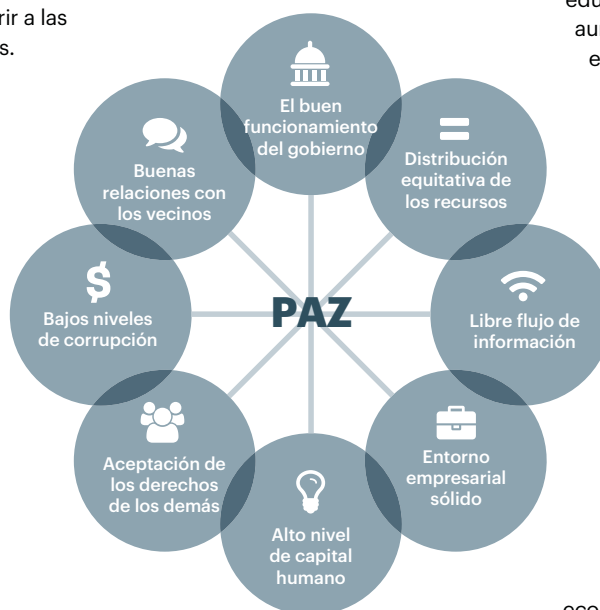 rir a las
s.
edu
aur
e
El buen
funcionamiento
del gobierno
Distribución
equitativa de
los recursos
Libre flujo de
información
Entorno
empresarial
sólido
Alto nivel
de capital
humano
Aceptación de
los derechos
de los demás
Bajos niveles
de corrupción
Buenas
relaciones con
los vecinos
PAZ